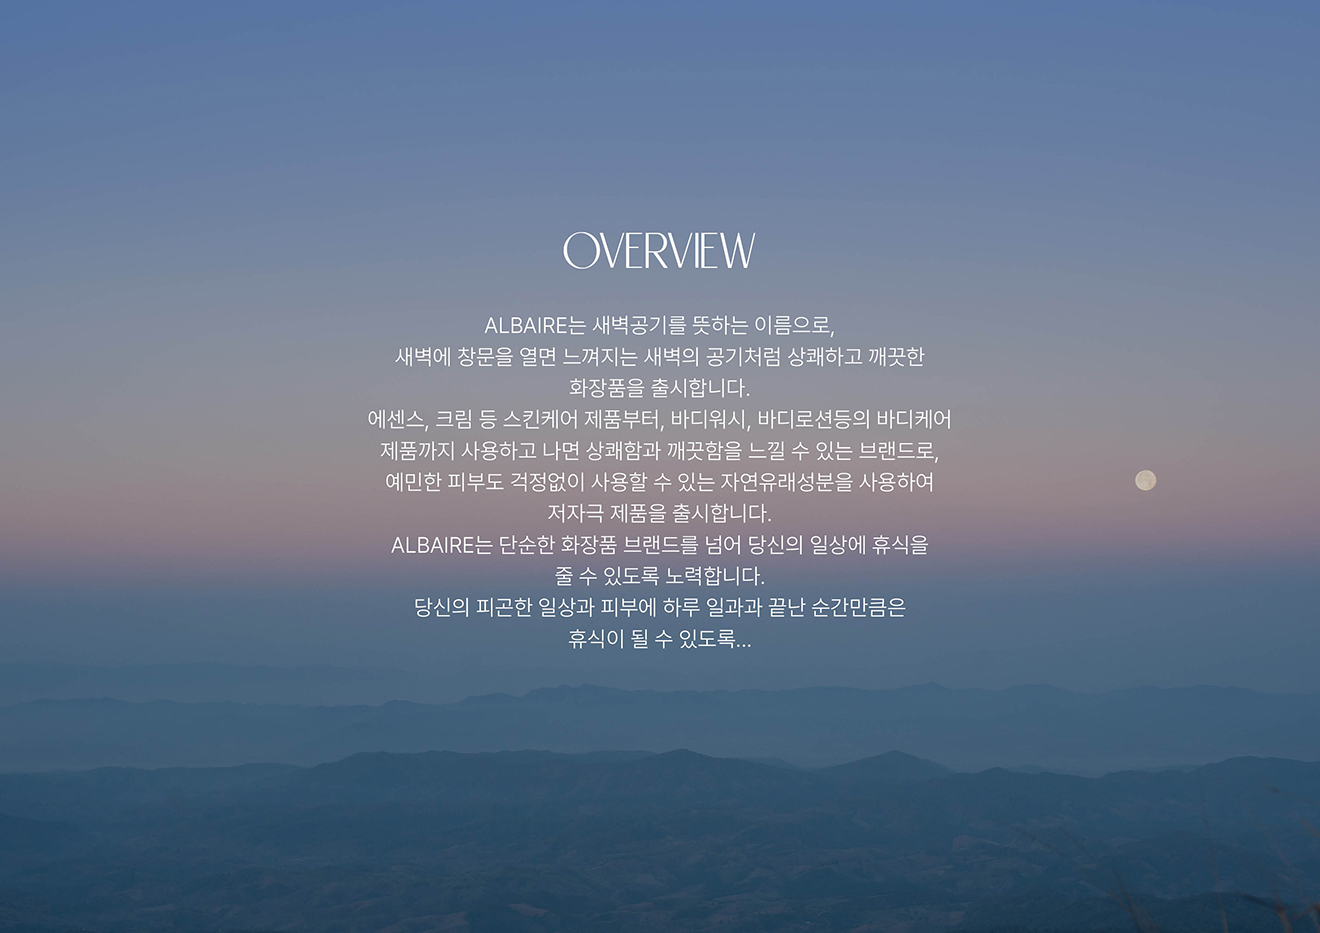 OVERVIEW
ALBAIRE는 새벽공기를 뜻하는 이름으로,
새벽에 창문을 열면 느껴지는 새벽의 공기처럼 상쾌하고 깨끗한
화장품을 출시합니다.
에센스, 크림 등 스킨케어 제품부터, 바디워시, 바디로션등의 바디케어
제품까지 사용하고 나면 상쾌함과 깨끗함을 느낄 수 있는 브랜드로,
예민한 피부도 걱정없이 사용할 수 있는 자연유래성분을 사용하여
저자극 제품을 출시합니다.
ALBAIRE는 단순한 화장품 브랜드를 넘어 당신의 일상에 휴식을
줄 수 있도록 노력합니다.
당신의 피곤한 일상과 피부에 하루 일과과 끝난 순간만큼은
휴식이 될 수 있도록...